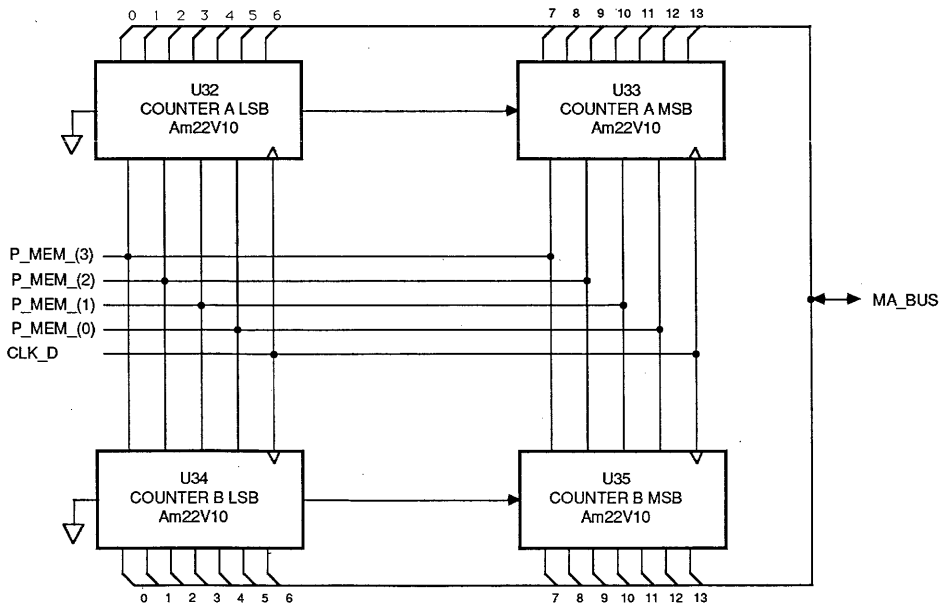 0 1 2 3 4 5 6 7 8 9 10 11 12 13
U32
COUNTER A LSB
Am22V10
U33
COUNTER A MSB
Am22V10
P_MEM_(3)
P_MEM_(2)
P_MEM_(1)
P_MEM_(0)
CLK_D
MA_BUS
U34
COUNTER B LSB
Am22V10
U35
COUNTER B MSB
Am22V10
0 1 2 3 4 5 6 7 8 9 10 11 12 13